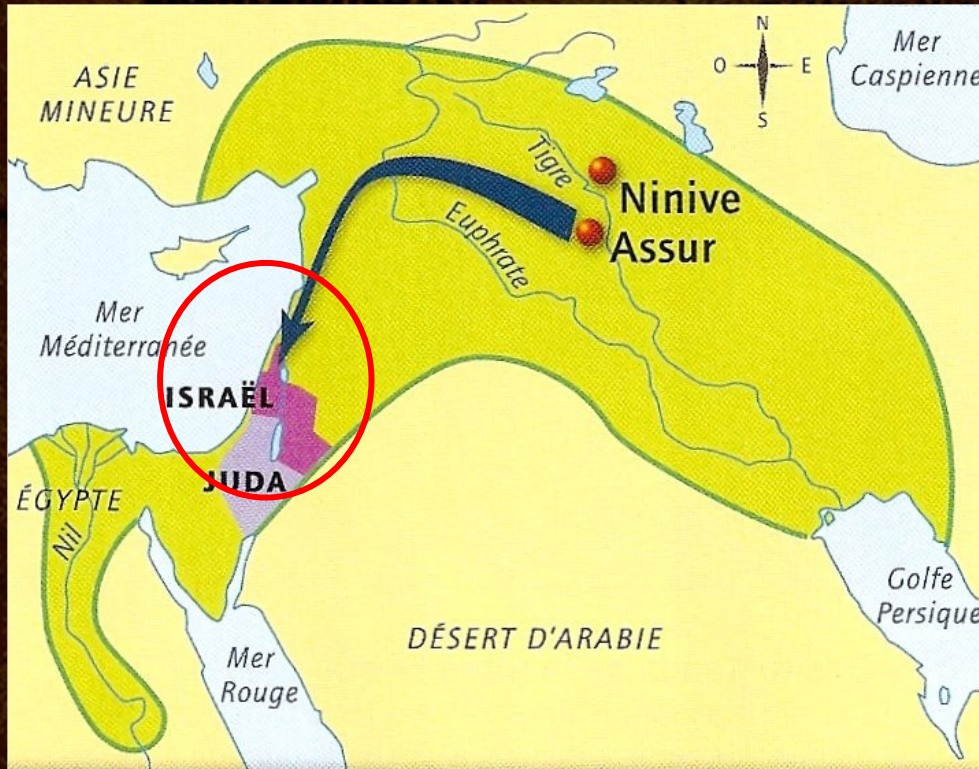 N
O E
S
ASIE
MINEURE
Mer
Caspienne
Tigre
Ninive
Assur
Euphrate
Mer
Méditerranée
ISRAËL
JUDA
ÉGYPTE
Nil
Golfe
Persique
DÉSERT D'ARABIE
Mer
Rouge